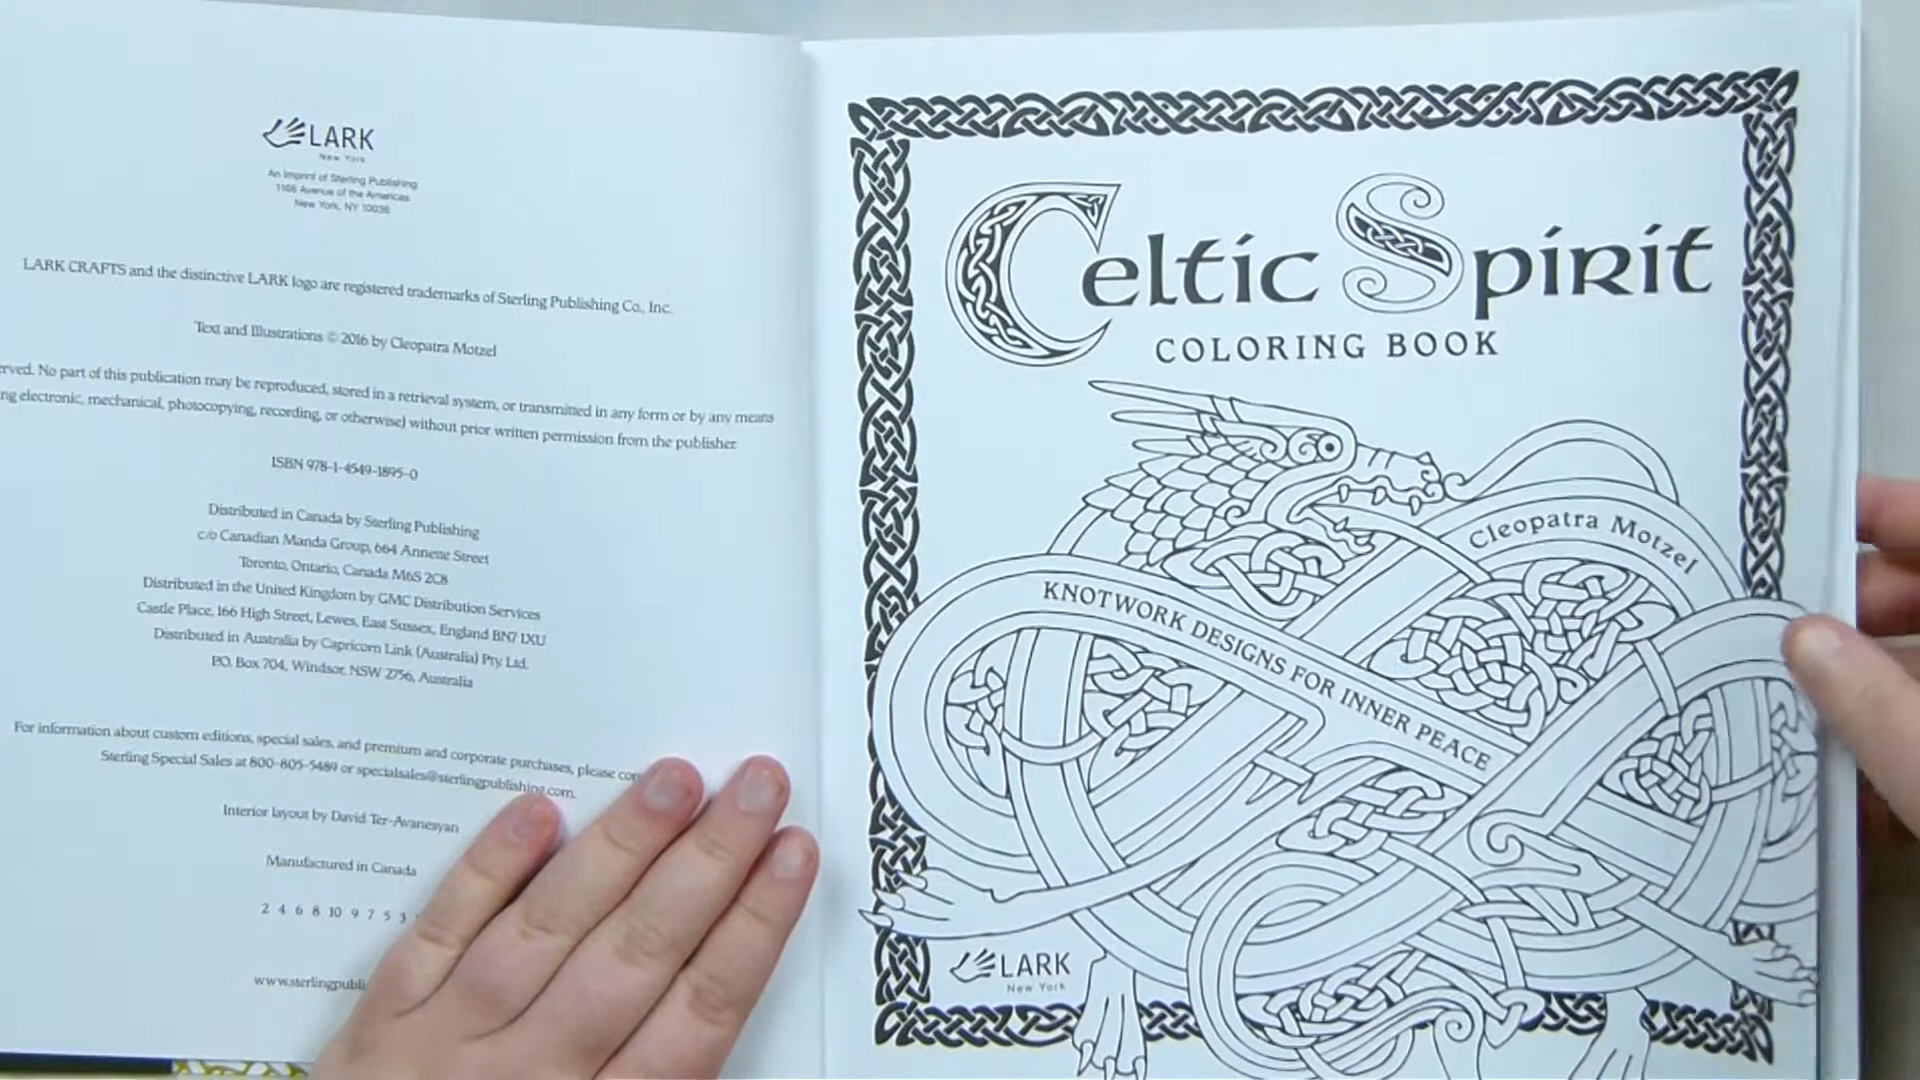 LARK
New York
An Imprint of Sterling Publishing
1166 Avenue of the Americas
New York, NY 10036
LARK CRAFTS and the distinctive LARK logo are registered trademarks of Sterling Publishing Co., Inc.
Text and Illustrations © 2016 by Cleopatra Motzel
No part of this publication may be reproduced, stored in a retrieval system, or transmitted in any form or by any means
electronic, mechanical, photocopying, recording, or otherwise) without prior written permission from the publisher.
ISBN 978-1-4549-1895-0
Distributed in Canada by Sterling Publishing
c/o Canadian Manda Group, 664 Annette Street
Toronto, Ontario, Canada M6S 2C8
Distributed in the United Kingdom by GMC Distribution Services
Castle Place, 166 High Street, Lewes, East Sussex, England BN7 1XU
Distributed in Australia by Capricorn Link (Australia) Pty. Ltd.
P.O. Box 704, Windsor, NSW 2756, Australia
For information about custom editions, special sales, and premium and corporate purchases, please
Sterling Special Sales at 800-805-5489 or specialsales@sterlingpublishing.com.
Interior layout by David Ter-Avanesyan
Manufactured in Canada
2 4 6 8 10 9 7 5 3
www.sterlingpubli
Celtic Spirit
COLORING BOOK
Cleopatra Motzel
KNOTWORK DESIGNS FOR INNER PEACE
LARK
New York